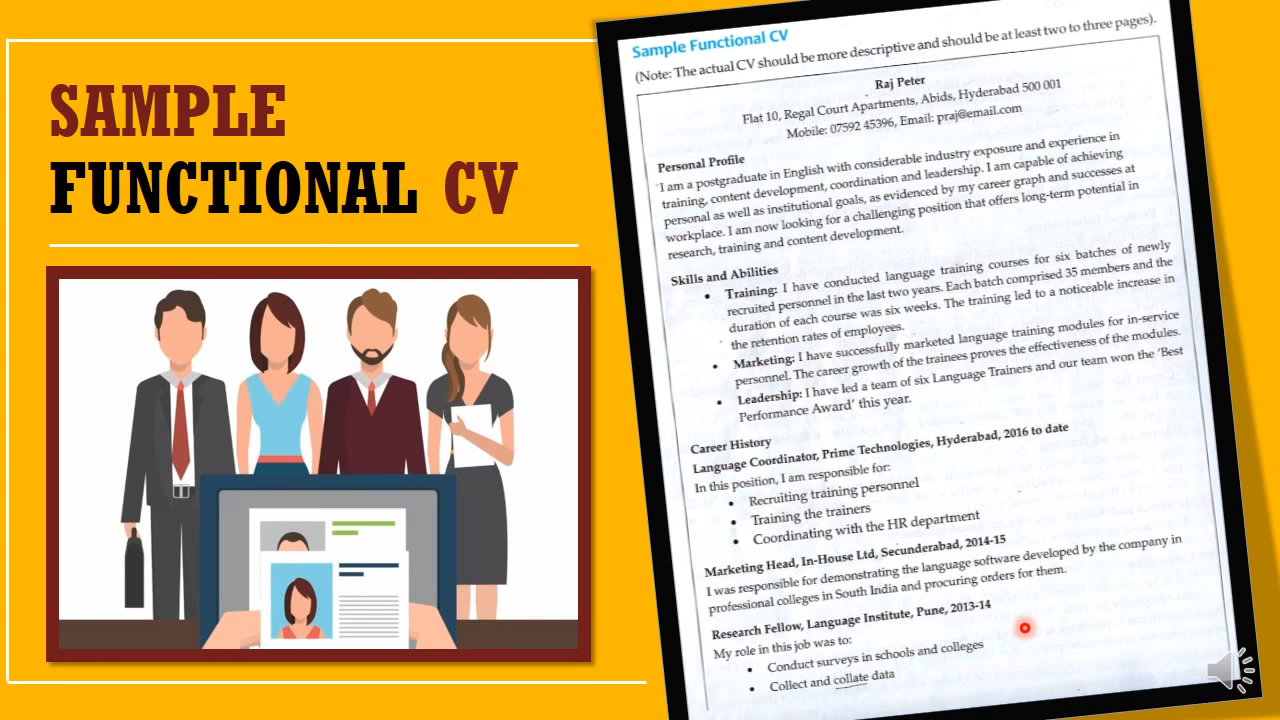 SAMPLE
FUNCTIONAL CV
Sample Functional CV
(Note: The actual CV should be more descriptive and should be at least two to three pages).
Raj Peter
Flat 10, Regal Court Apartments, Abids, Hyderabad 500 001
Mobile: 07592 45396, Email: praj@email.com
Personal Profile
I am a postgraduate in English with considerable industry exposure and experience in
training, content development, coordination and leadership. I am capable of achieving
personal as well as institutional goals, as evidenced by my career graph and successes at
workplace. I am now looking for a challenging position that offers long-term potential in
research, training and content development.
Skills and Abilities
• Training: I have conducted language training courses for six batches of newly
recruited personnel in the last two years. Each batch comprised 35 members and the
duration of each course was six weeks. The training led to a noticeable increase in
the retention rates of employees.
• Marketing: I have successfully marketed language training modules for in-service
personnel. The career growth of the trainees proves the effectiveness of the modules.
• Leadership: I have led a team of six Language Trainers and our team won the 'Best
Performance Award' this year.
Career History
Language Coordinator, Prime Technologies, Hyderabad, 2016 to date
In this position, I am responsible for:
• Recruiting training personnel
• Training the trainers
• Coordinating with the HR department
Marketing Head, In-House Ltd, Secunderabad, 2014-15
I was responsible for demonstrating the language software developed by the company in
professional colleges in South India and procuring orders for them.
Research Fellow, Language Institute, Pune, 2013-14
My role in this job was to:
• Conduct surveys in schools and colleges
• Collect and collate data